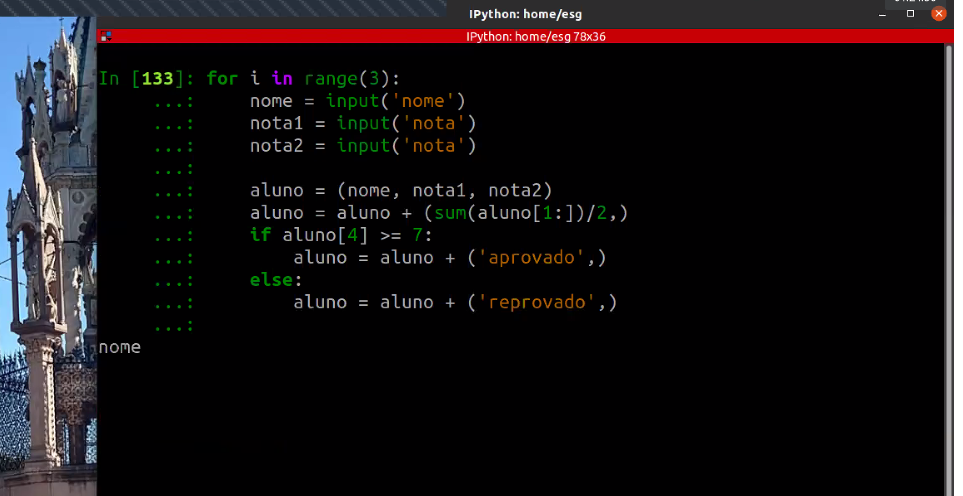 IPython: home/esg
IPython: home/esg 78x36
In [133]: for i in range(3):
...: nome = input('nome')
...: nota1 = input('nota')
...: nota2 = input('nota')
...:
...: aluno = (nome, nota1, nota2)
...: aluno = aluno + (sum(aluno[1:])/2,)
...: if aluno[4] >= 7:
...: aluno = aluno + ('aprovado',)
...: else:
...: aluno = aluno + ('reprovado',)
...:
nome